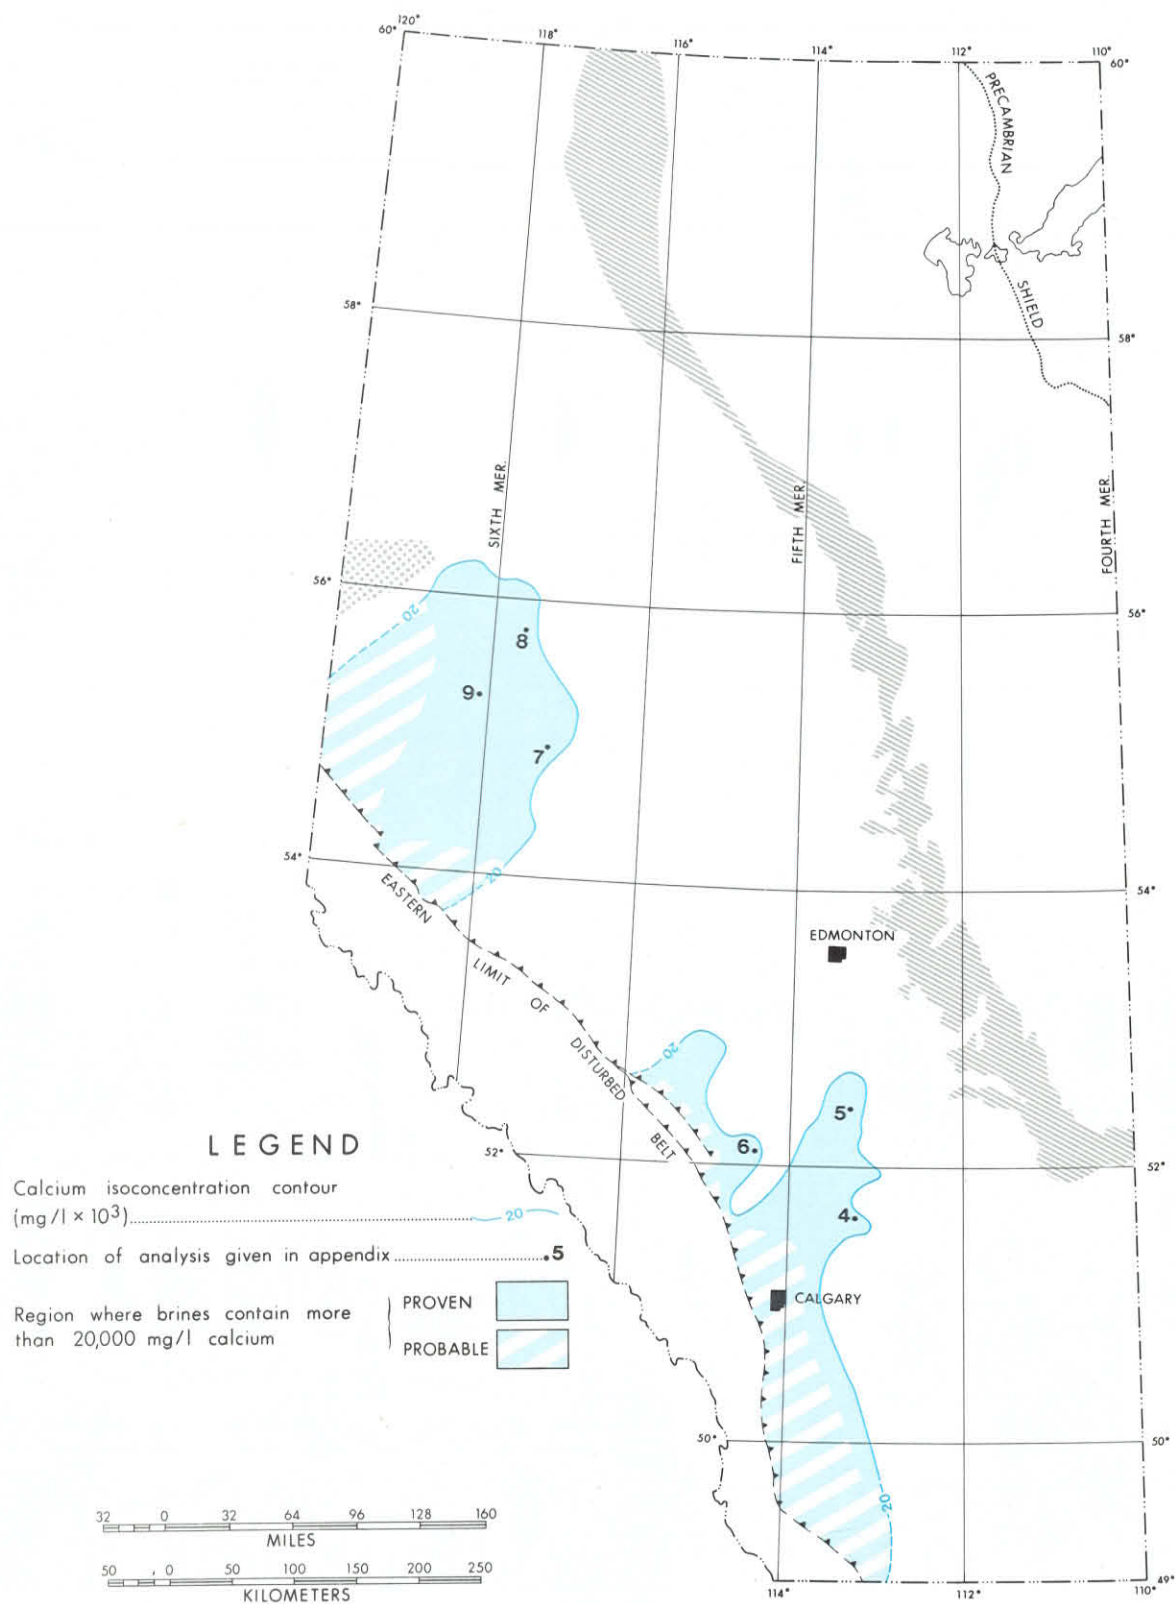 120°
60°
118°
116°
114°
112°
110°
60°
PRECAMBRIAN
SHIELD
58°
58°
SIXTH MER.
FIFTH MER.
FOURTH MER.
56°
56°
20
8
9
7
20
54°
54°
EASTERN
LIMIT OF
DISTURBED
BELT
EDMONTON
20
5
6
52°
52°
4
CALGARY
50°
50°
20
49°
114°
112°
110°
LEGEND
Calcium isoconcentration contour
(mg/l × 10³) 20
Location of analysis given in appendix .5
Region where brines contain more
than 20,000 mg/l calcium
PROVEN
PROBABLE
32 0 32 64 96 128 160
MILES
50 0 50 100 150 200 250
KILOMETERS